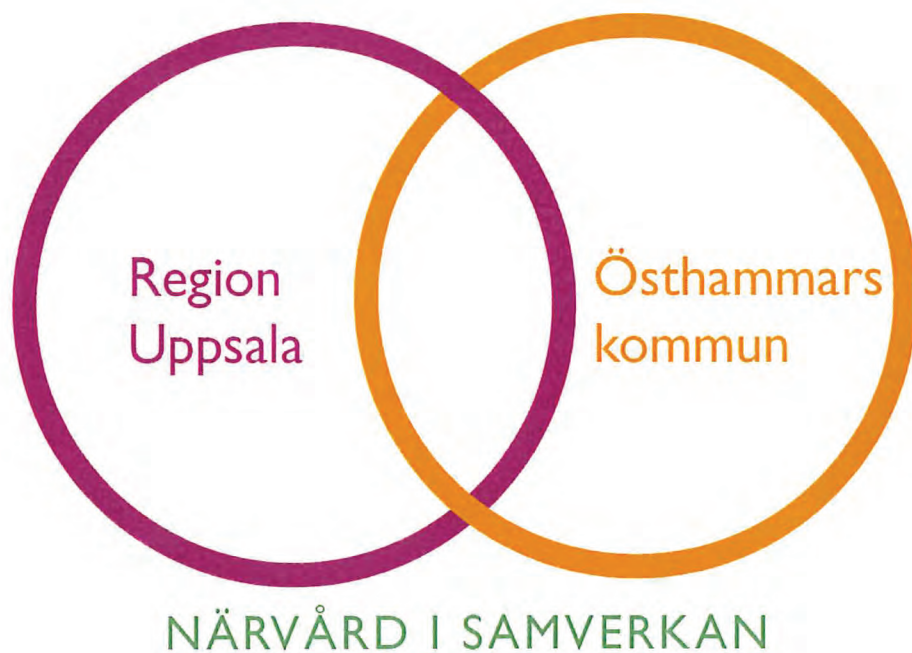 Region
Uppsala
Östhammars
kommun
NÄRVÅRD I SAMVERKAN